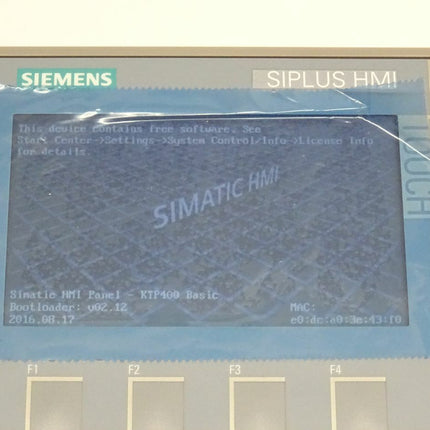 SIEMENS
SIPLUS HMI
TOUCH
This device contains free software. See
Start Center->Settings->System Control/Info->License Info
for details.
SIMATIC HMI
Simatic HMI Panel - KTP400 Basic
Bootloader: v02.12
2016.08.17
MAC:
e0:dc:a0:3e:43:f0
F1
F2
F3
F4